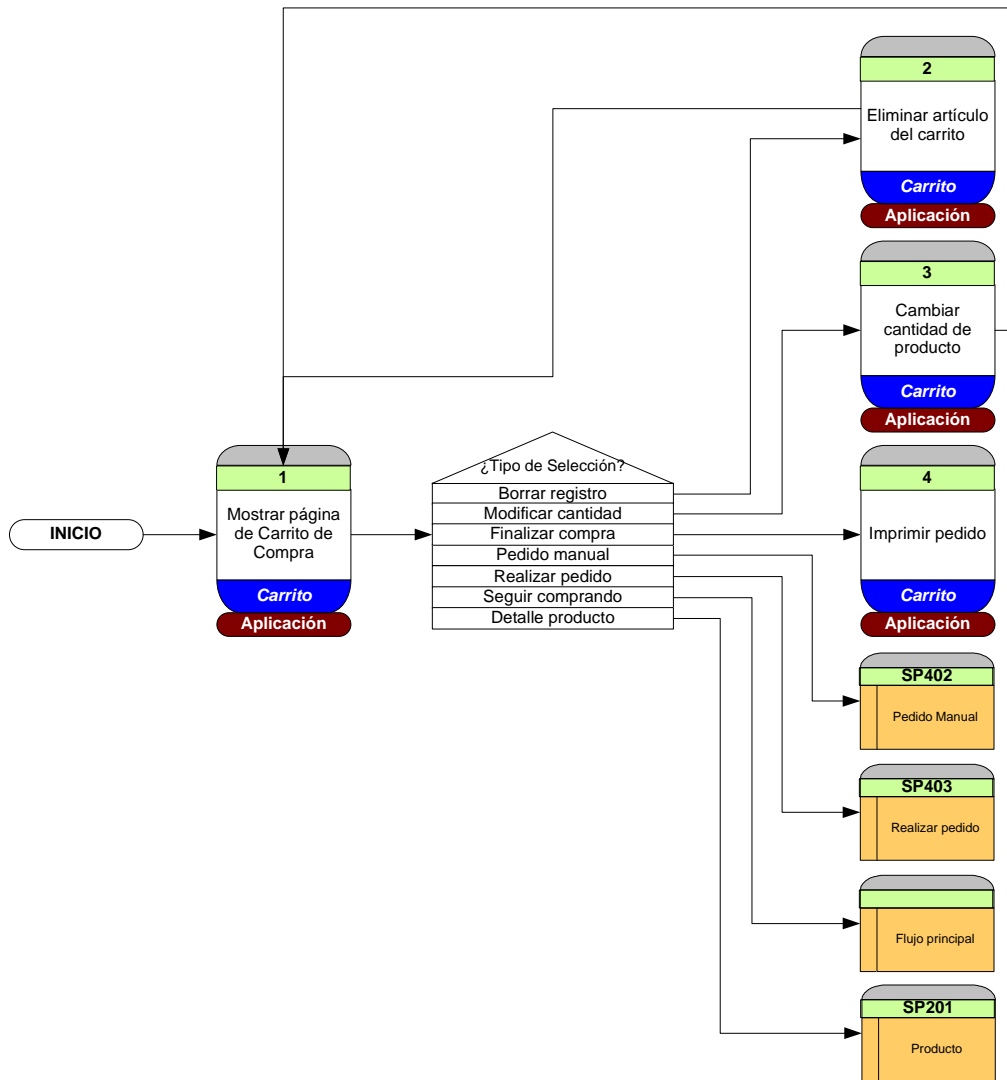 2
Eliminar artículo
del carrito
Carrito
Aplicación
3
Cambiar
cantidad de
producto
Carrito
Aplicación
INICIO
1
Mostrar página
de Carrito de
Compra
Carrito
Aplicación
¿Tipo de Selección?
Borrar registro
Modificar cantidad
Finalizar compra
Pedido manual
Realizar pedido
Seguir comprando
Detalle producto
4
Imprimir pedido
Carrito
Aplicación
SP402
Pedido Manual
SP403
Realizar pedido
Flujo principal
SP201
Producto